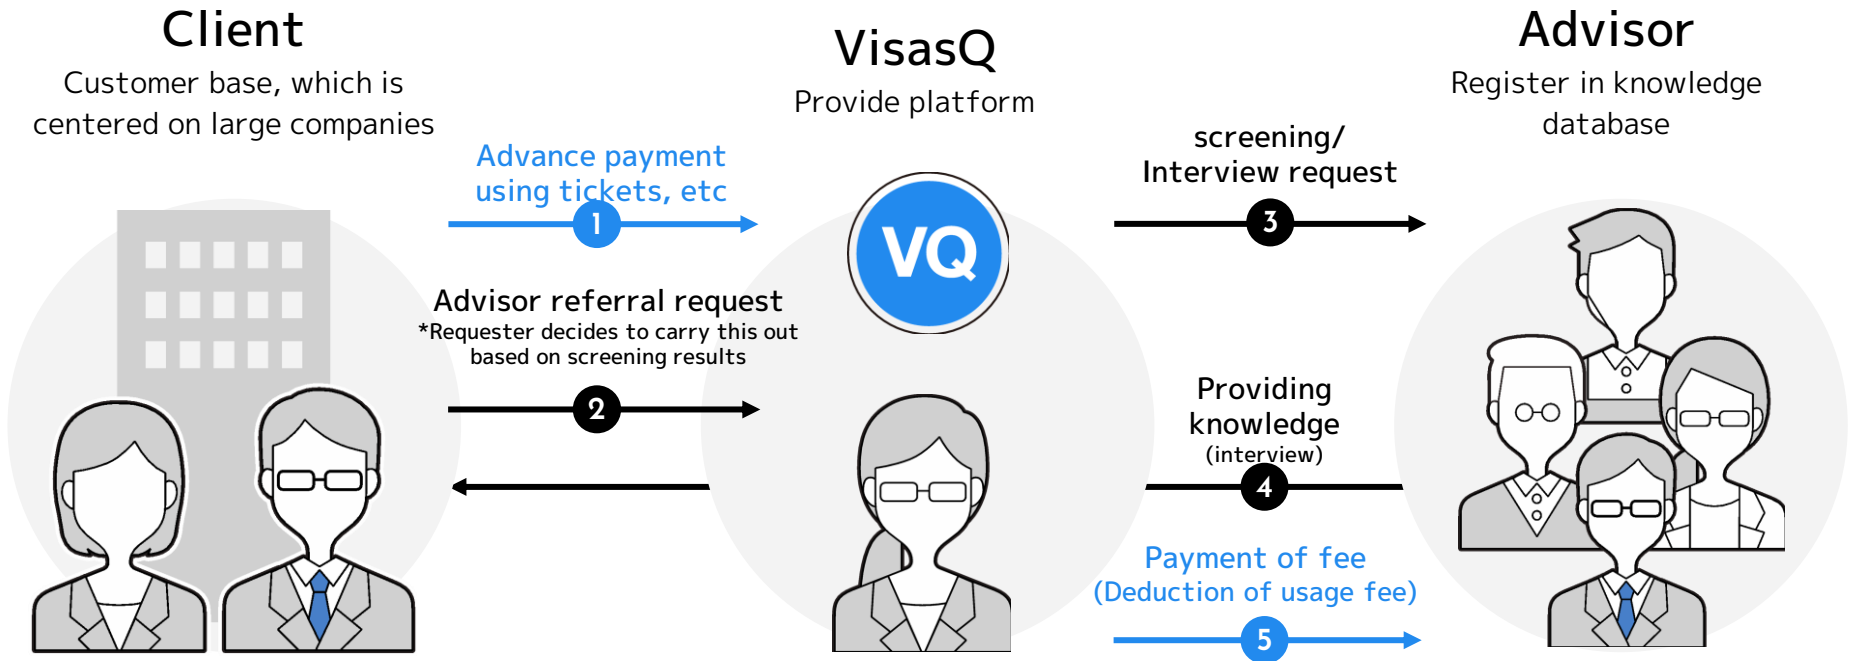 Client
Customer base, which is
centered on large companies
VisasQ
Provide platform
Advisor
Register in knowledge
database
Advance payment
using tickets, etc
1
VQ
screening/
Interview request
3
Advisor referral request
*Requester decides to carry this out
based on screening results
2
Providing
knowledge
(interview)
4
Payment of fee
(Deduction of usage fee)
5